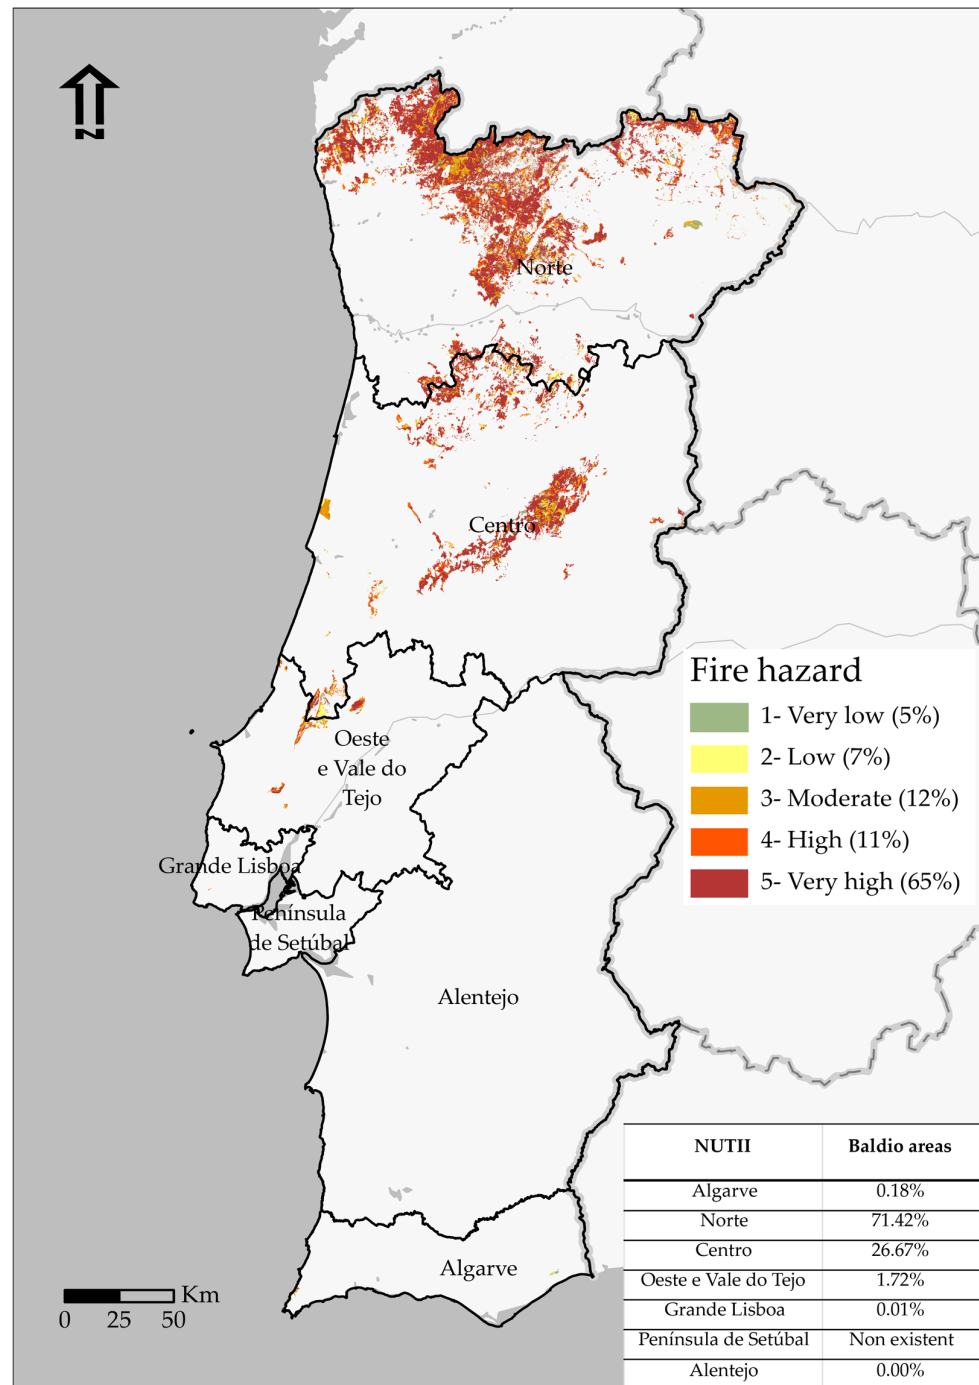 N
Norte
Centro
Fire hazard
1- Very low (5%)
2- Low (7%)
3- Moderate (12%)
4- High (11%)
5- Very high (65%)
Oeste
e Vale do
Tejo
Grande Lisboa
Península
de Setúbal
Alentejo
Algarve
Km
0 25 50
NUTII Baldio areas
Algarve 0.18%
Norte 71.42%
Centro 26.67%
Oeste e Vale do Tejo 1.72%
Grande Lisboa 0.01%
Península de Setúbal Non existent
Alentejo 0.00%